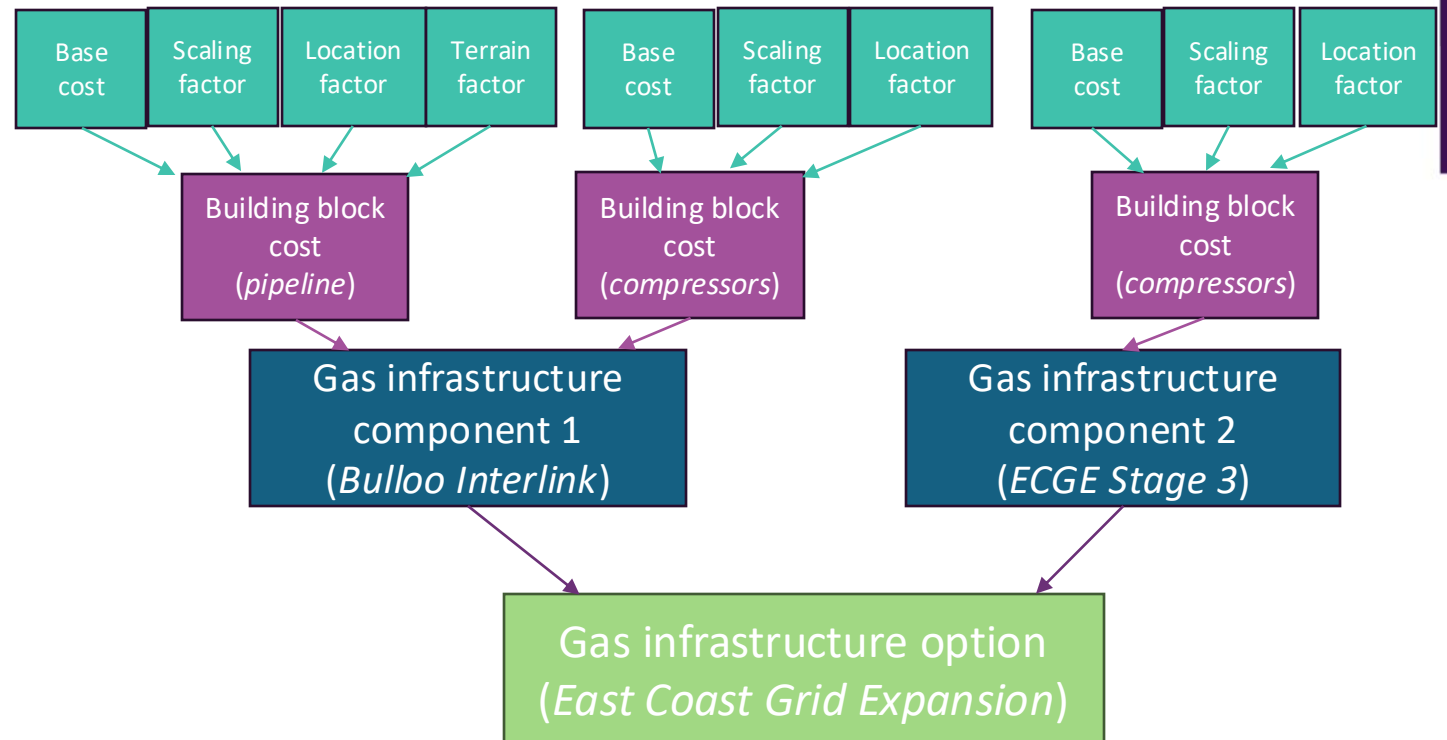 Base
cost
Scaling
factor
Location
factor
Terrain
factor
Base
cost
Scaling
factor
Location
factor
Base
cost
Scaling
factor
Location
factor
Building block
cost
(pipeline)
Building block
cost
(compressors)
Building block
cost
(compressors)
Gas infrastructure
component 1
(Bulloo Interlink)
Gas infrastructure
component 2
(ECGE Stage 3)
Gas infrastructure option
(East Coast Grid Expansion)